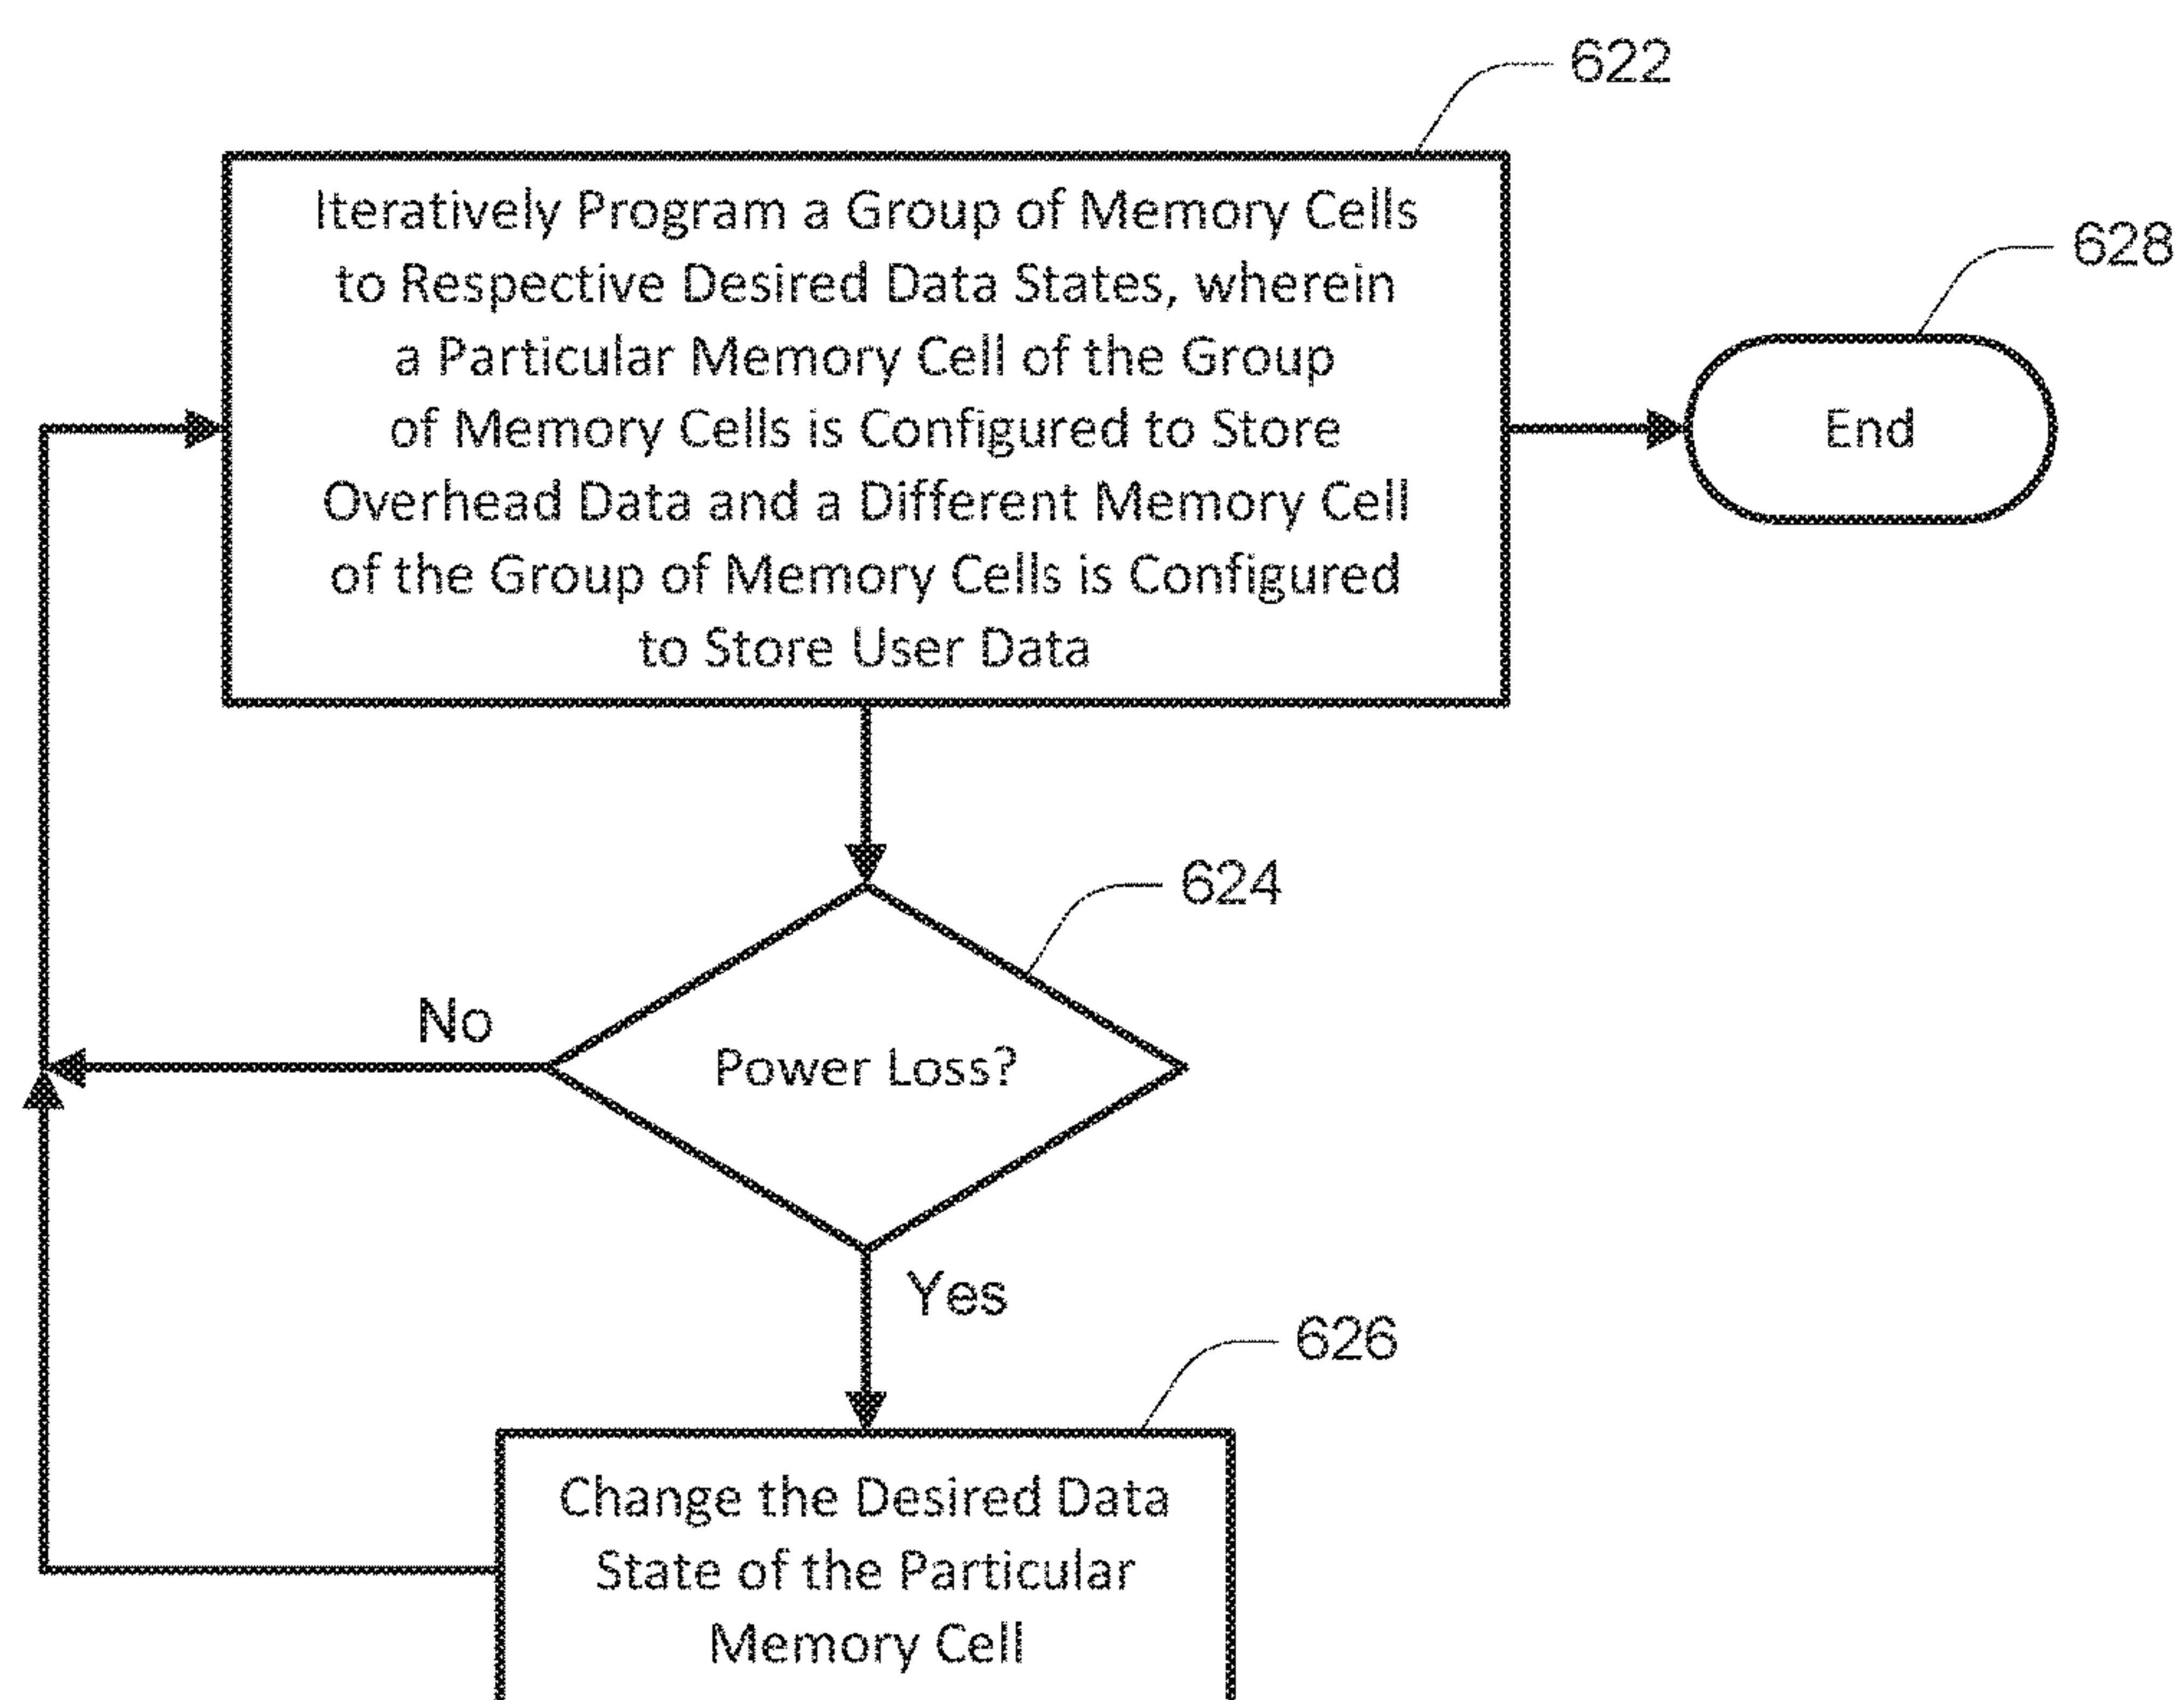 622
Iteratively Program a Group of Memory Cells
to Respective Desired Data States, wherein
a Particular Memory Cell of the Group
of Memory Cells is Configured to Store
Overhead Data and a Different Memory Cell
of the Group of Memory Cells is Configured
to Store User Data
628
End
624
No
Power Loss?
Yes
626
Change the Desired Data
State of the Particular
Memory Cell